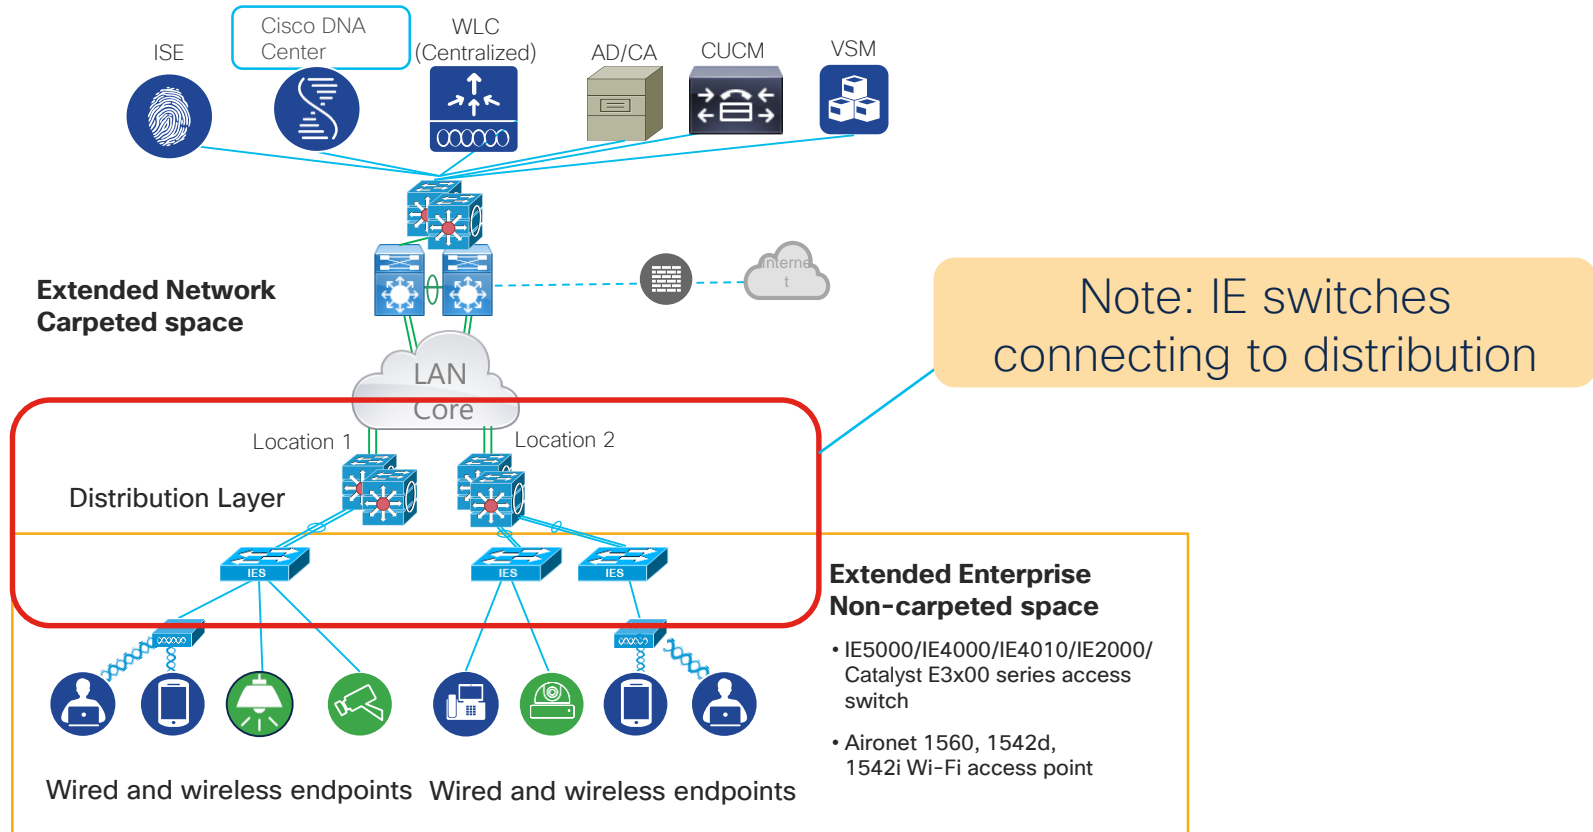 ISE
Cisco DNA
Center
WLC
(Centralized)
AD/CA
CUCM
VSM
Interne
t
Extended Network
Carpeted space
Note: IE switches
connecting to distribution
LAN
Core
Location 1
Location 2
Distribution Layer
IES
IES
IES
Extended Enterprise
Non-carpeted space
• IE5000/IE4000/IE4010/IE2000/
Catalyst E3x00 series access
switch
• Aironet 1560, 1542d,
1542i Wi-Fi access point
Wired and wireless endpoints
Wired and wireless endpoints